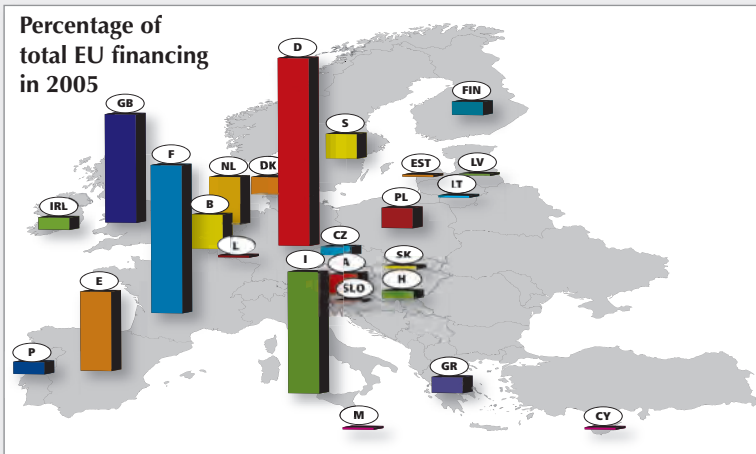 Percentage of
total EU financing
in 2005
D
FIN
GB
S
F
NL
DK
EST
LV
LT
IRL
B
PL
L
CZ
I
A
SK
E
SLO
H
P
GR
M
CY